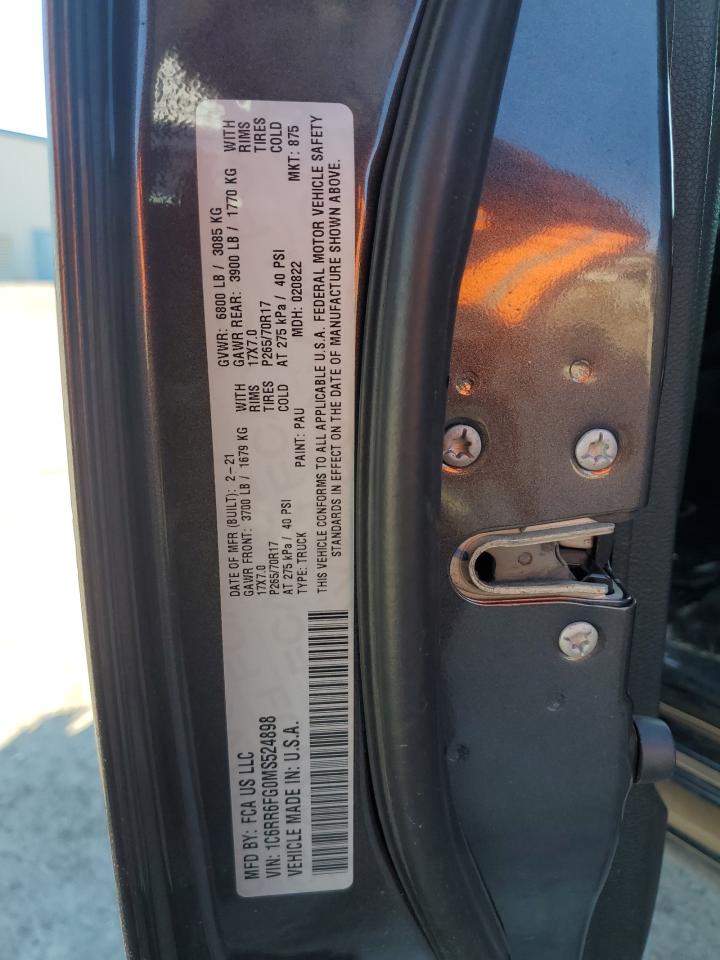 MFD BY: FCA US LLC
VIN: 1C6RR6FG0MS524898
VEHICLE MADE IN: U.S.A.
DATE OF MFR (BUILT): 2-21 GVWR: 6800 LB / 3085 KG
GAWR FRONT: 3700 LB / 1679 KG WITH GAWR REAR: 3900 LB / 1770 KG WITH
17X7.0 RIMS 17X7.0 RIMS
P265/70R17 TIRES P265/70R17 TIRES
AT 275 kPa / 40 PSI COLD AT 275 kPa / 40 PSI COLD
TYPE: TRUCK PAINT: PAU MDH: 020822 MKT: 875
THIS VEHICLE CONFORMS TO ALL APPLICABLE U.S.A. FEDERAL MOTOR VEHICLE SAFETY
STANDARDS IN EFFECT ON THE DATE OF MANUFACTURE SHOWN ABOVE.